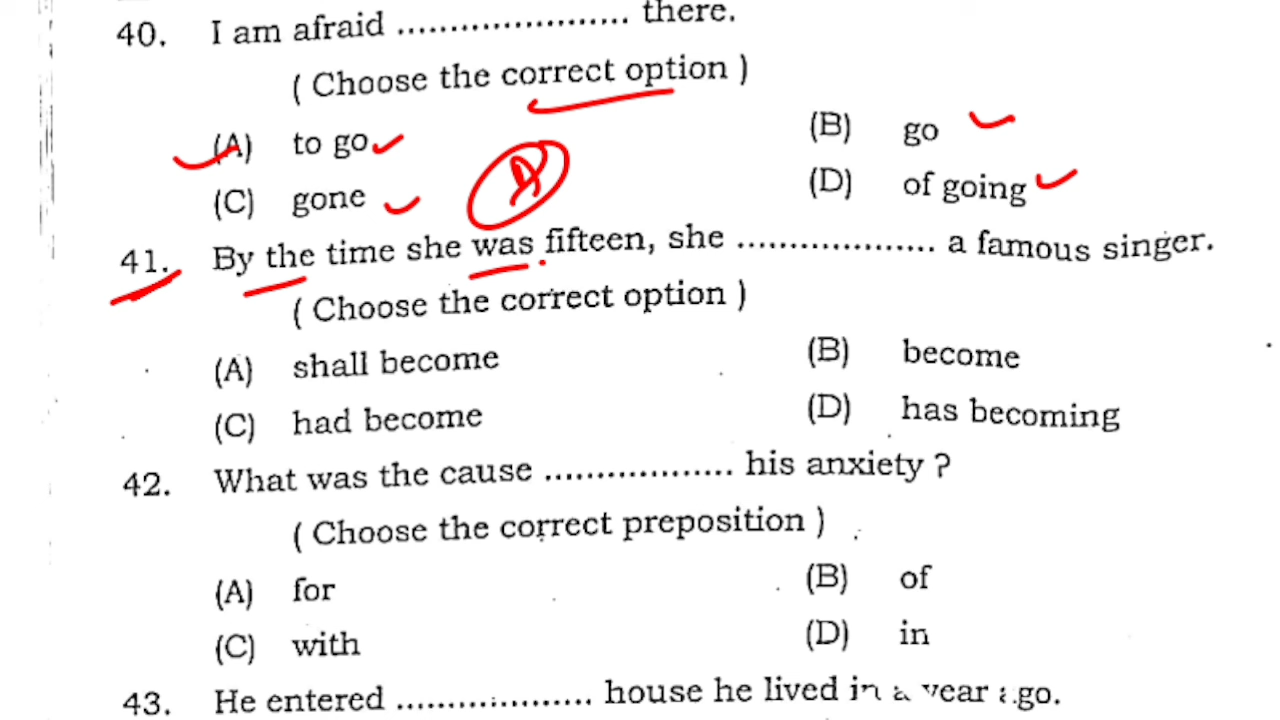 40. I am afraid ...................... there.
( Choose the correct option )
(A) to go (B) go
(C) gone (D) of going
A
41. By the time she was fifteen, she ................... a famous singer.
( Choose the correct option )
(A) shall become (B) become
(C) had become (D) has becoming
42. What was the cause .................. his anxiety ?
( Choose the correct preposition )
(A) for (B) of
(C) with (D) in
43. He entered ................... house he lived in a year ago.